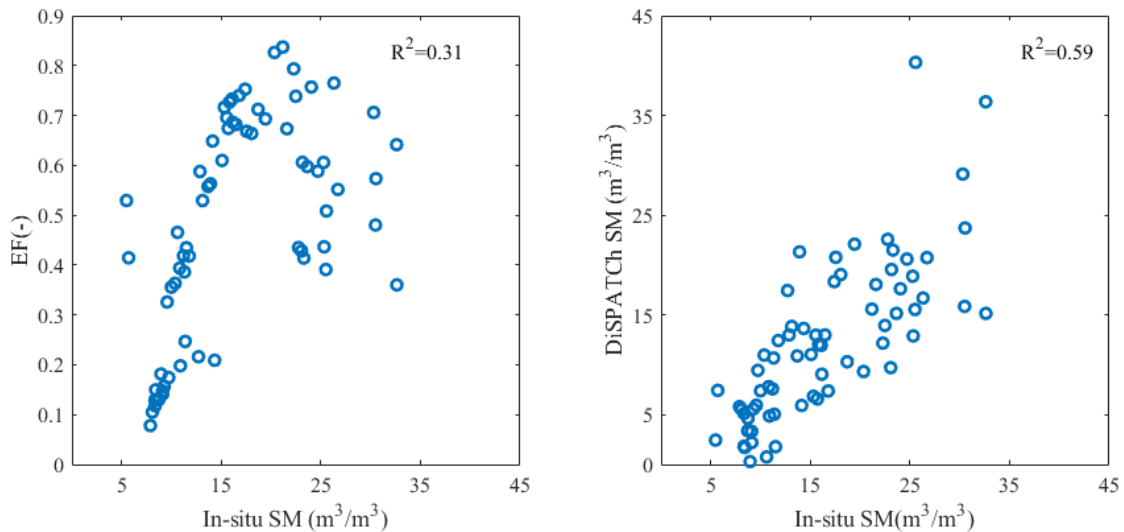 0.9
0.8
0.7
0.6
0.5
0.4
0.3
0.2
0.1
0
EF(-)
R²=0.31
5 15 25 35 45
In-situ SM (m³/m³)
45
35
25
15
5
0
DiSPATCh SM (m³/m³)
R²=0.59
5 15 25 35 45
In-situ SM(m³/m³)